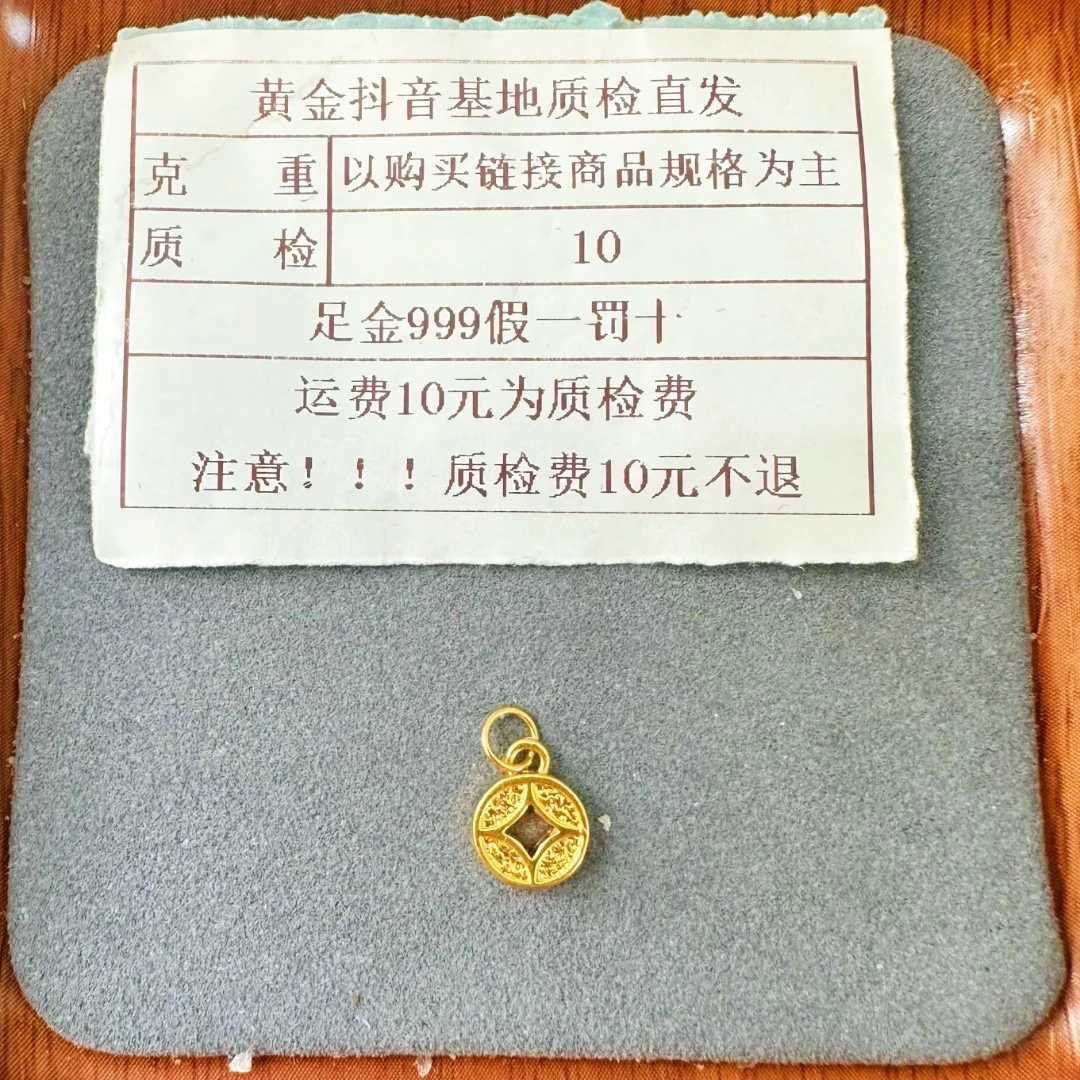 黄金抖音基地质检直发
克 重 以购买链接商品规格为主
质 检 10
足金999假一罚十
运费10元为质检费
注意！！！质检费10元不退